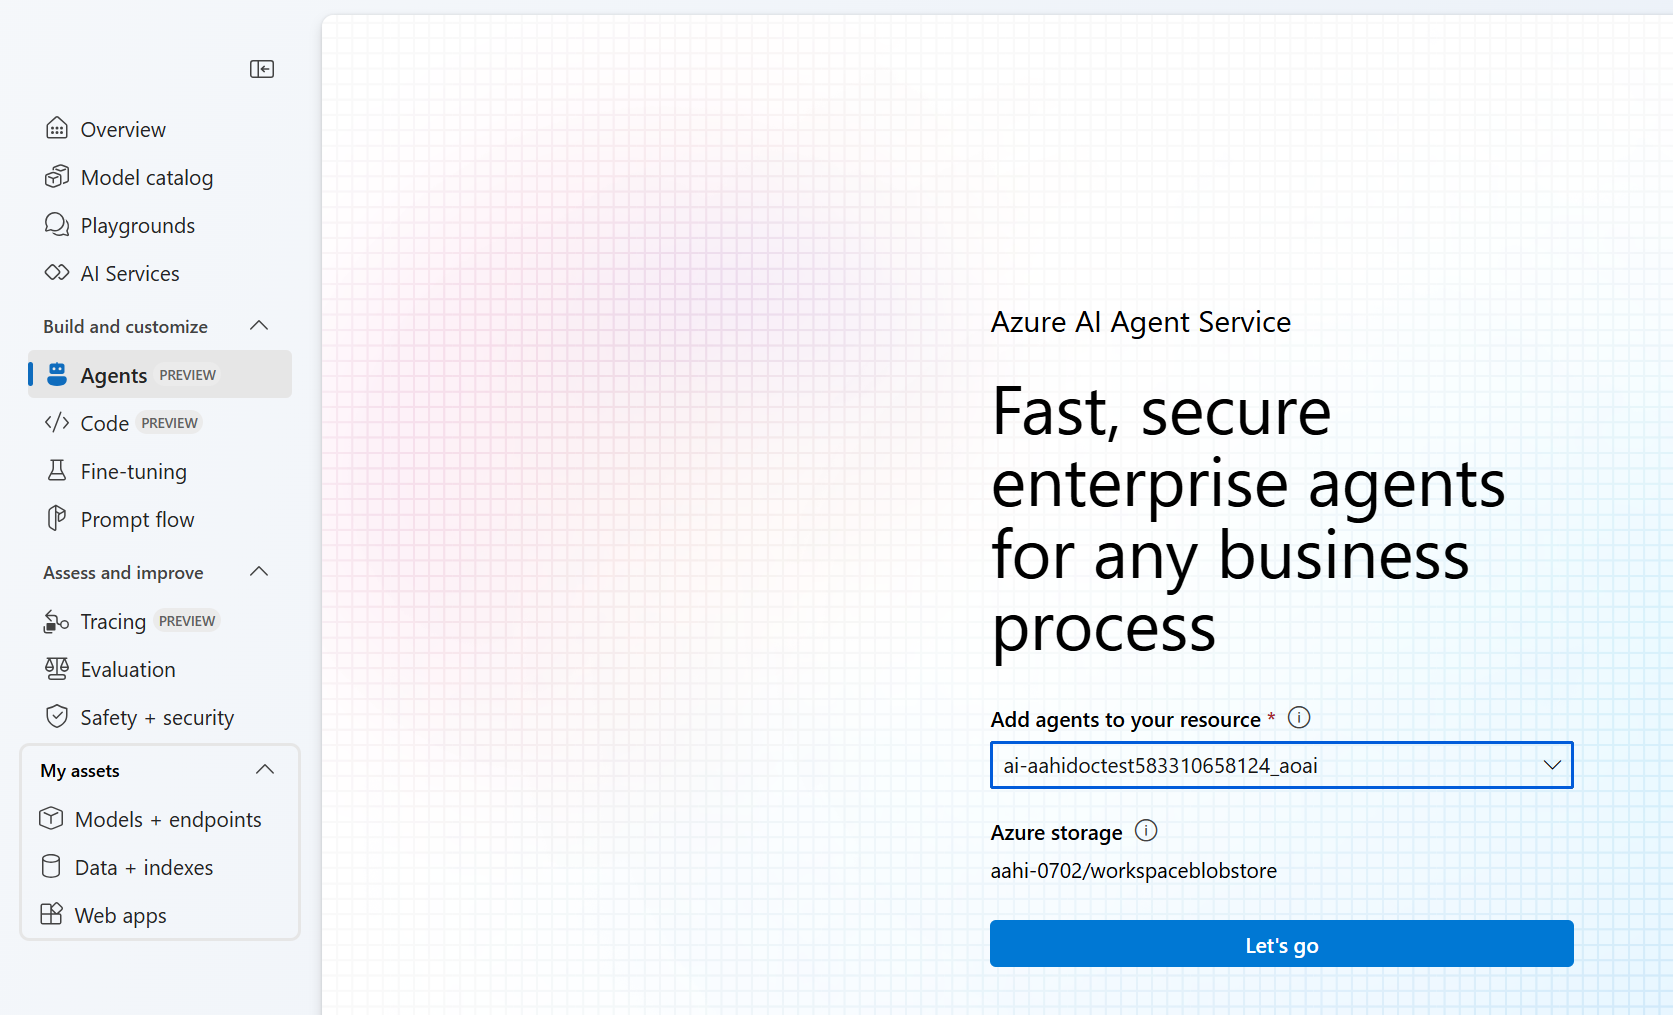 Overview
Model catalog
Playgrounds
AI Services
Build and customize
Agents PREVIEW
Code PREVIEW
Fine-tuning
Prompt flow
Assess and improve
Tracing PREVIEW
Evaluation
Safety + security
My assets
Models + endpoints
Data + indexes
Web apps
Azure AI Agent Service
Fast, secure
enterprise agents
for any business
process
Add agents to your resource *
ai-aahidoctest583310658124_aoai
Azure storage
aahi-0702/workspaceblobstore
Let's go